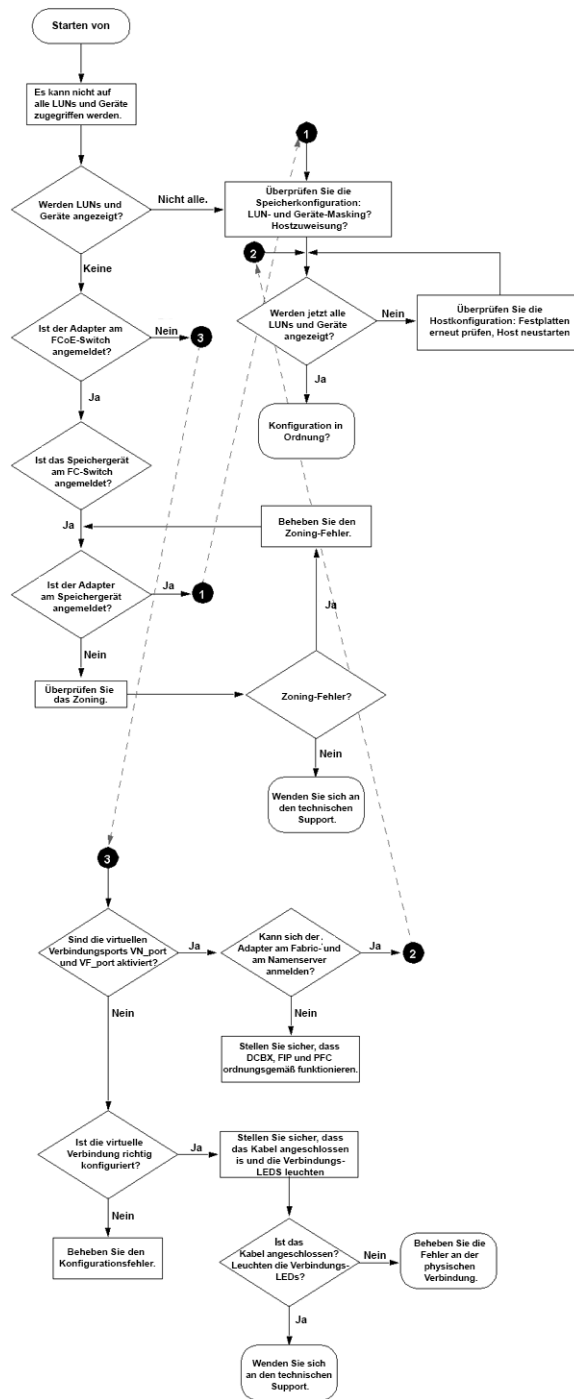 Starten von
Es kann nicht auf
alle LUNs und Geräte
zugegriffen werden.
1
Werden LUNs und
Geräte angezeigt?
Nicht alle.
Überprüfen Sie die
Speicherkonfiguration:
LUN- und Geräte-Masking?
Hostzuweisung?
Keine
2
Werden jetzt alle
LUNs und Geräte
angezeigt?
Nein
Überprüfen Sie die
Hostkonfiguration: Festplatten
erneut prüfen, Host neustarten
Ist der Adapter am
FCoE-Switch
angemeldet?
Nein
3
Ja
Ja
Konfiguration in
Ordnung?
Ist das Speichergerät
am FC-Switch
angemeldet?
Ja
Beheben Sie den
Zoning-Fehler.
Ist der Adapter
am Speichergerät
angemeldet?
Ja
1
Ja
Nein
Überprüfen Sie
das Zoning.
Zoning-Fehler?
Nein
Wenden Sie sich an
den technischen
Support.
3
Sind die virtuellen
Verbindungsports VN_port
und VF_port aktiviert?
Ja
Kann sich der.
Adapter am Fabric- und
am Namenserver
anmelden?
Ja
2
Nein
Nein
Stellen Sie sicher, dass
DCBX, FIP und PFC
ordnungsgemäß funktionieren.
Ist die virtuelle
Verbindung richtig
konfiguriert?
Ja
Stellen Sie sicher, dass
das Kabel angeschlossen
is und die Verbindungs-
LEDS leuchten
Nein
Beheben Sie den
Konfigurationsfehler.
Ist das
Kabel angeschlossen?
Leuchten die Verbindungs-
LEDs?
Nein
Beheben Sie die
Fehler an der
physischen
Verbindung.
Ja
Wenden Sie sich
an den technischen
Support.